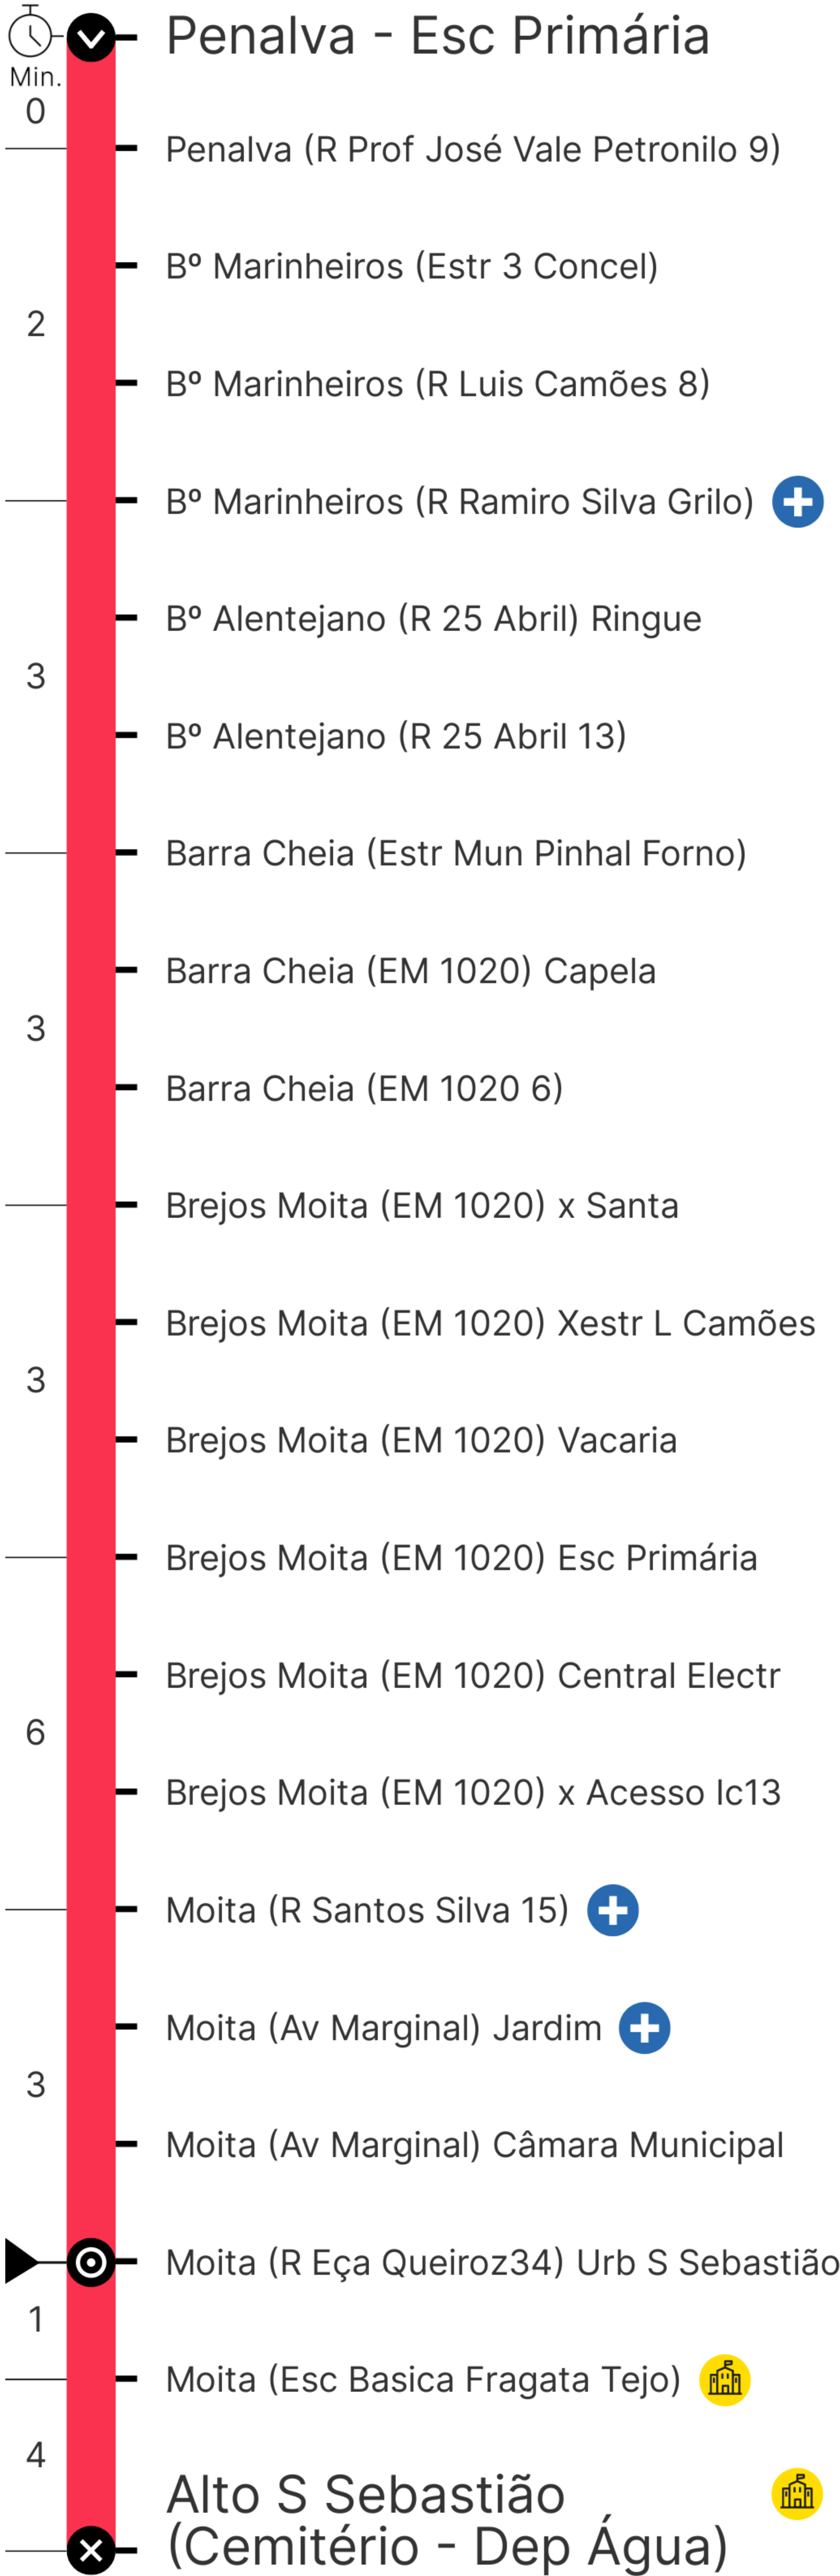 Penalva - Esc Primária
Min.
0
Penalva (R Prof José Vale Petronilo 9)
Bº Marinheiros (Estr 3 Concel)
2
Bº Marinheiros (R Luis Camões 8)
Bº Marinheiros (R Ramiro Silva Grilo)
Bº Alentejano (R 25 Abril) Ringue
3
Bº Alentejano (R 25 Abril 13)
Barra Cheia (Estr Mun Pinhal Forno)
Barra Cheia (EM 1020) Capela
3
Barra Cheia (EM 1020 6)
Brejos Moita (EM 1020) x Santa
Brejos Moita (EM 1020) Xestr L Camões
3
Brejos Moita (EM 1020) Vacaria
Brejos Moita (EM 1020) Esc Primária
Brejos Moita (EM 1020) Central Electr
6
Brejos Moita (EM 1020) x Acesso Ic13
Moita (R Santos Silva 15)
Moita (Av Marginal) Jardim
3
Moita (Av Marginal) Câmara Municipal
Moita (R Eça Queiroz34) Urb S Sebastião
1
Moita (Esc Basica Fragata Tejo)
4
Alto S Sebastião
(Cemitério - Dep Água)